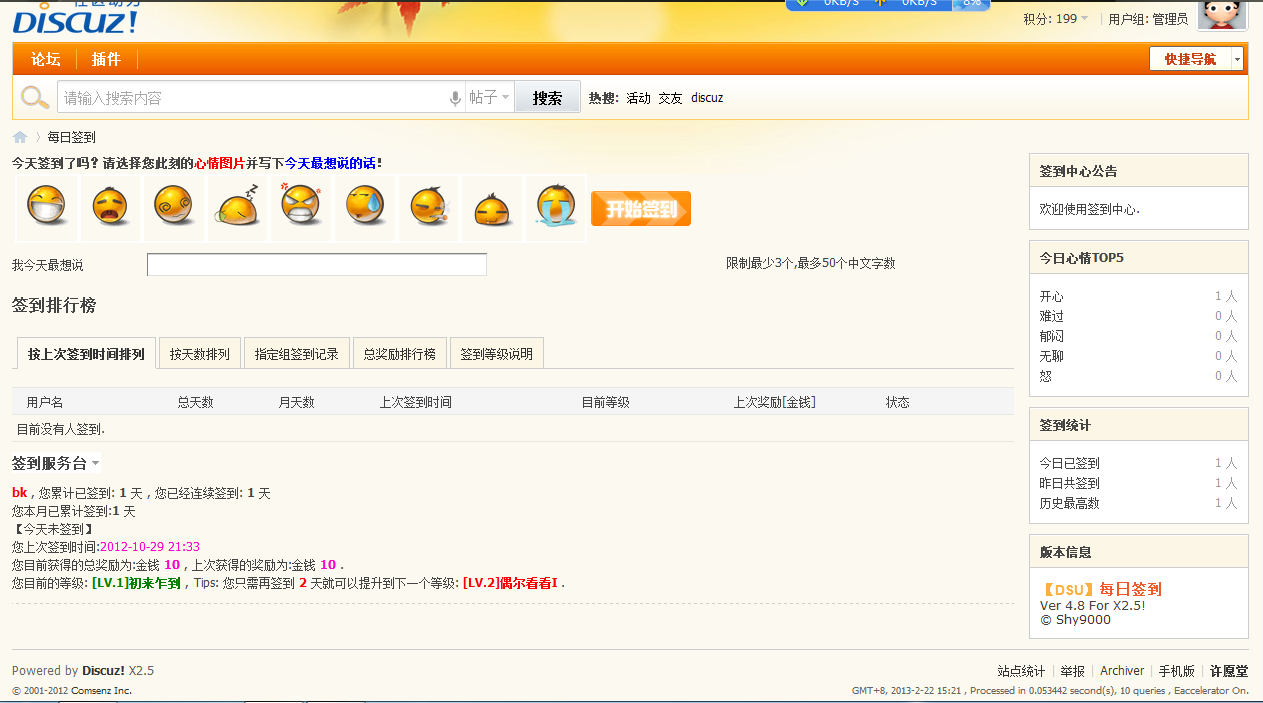 社区动力
DISCUZ!
0KB/S 0KB/S 8%
积分: 199 用户组: 管理员
论坛 插件 快捷导航
请输入搜索内容 帖子 搜索 热搜: 活动 交友 discuz
每日签到
今天签到了吗？请选择您此刻的心情图片并写下今天最想说的话！
开始签到
我今天最想说 限制最少3个,最多50个中文字数
签到排行榜
按上次签到时间排列 按天数排列 指定组签到记录 总奖励排行榜 签到等级说明
用户名 总天数 月天数 上次签到时间 目前等级 上次奖励[金钱] 状态
目前没有人签到.
签到服务台
bk , 您累计已签到: 1 天 , 您已经连续签到: 1 天
您本月已累计签到:1 天
【今天未签到】
您上次签到时间:2012-10-29 21:33
您目前获得的总奖励为:金钱 10 , 上次获得的奖励为:金钱 10 .
您目前的等级: [LV.1]初来乍到 , Tips: 您只需再签到 2 天就可以提升到下一个等级: [LV.2]偶尔看看I .
签到中心公告
欢迎使用签到中心.
今日心情TOP5
开心 1 人
难过 0 人
郁闷 0 人
无聊 0 人
怒 0 人
签到统计
今日已签到 1 人
昨日共签到 1 人
历史最高数 1 人
版本信息
【DSU】每日签到
Ver 4.8 For X2.5!
© Shy9000
Powered by Discuz! X2.5
© 2001-2012 Comsenz Inc.
站点统计 举报 Archiver 手机版 许愿堂
GMT+8, 2013-2-22 15:21 , Processed in 0.053442 second(s), 10 queries , Eaccelerator On.